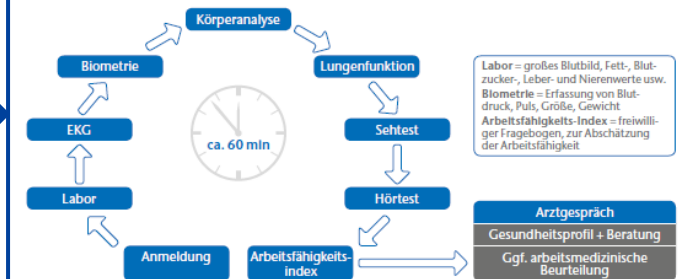 Körperanalyse
Biometrie
Lungenfunktion
EKG
ca. 60 min
Sehtest
Labor
Hörtest
Anmeldung
Arbeitsfähigkeits-
index
Labor = großes Blutbild, Fett-, Blut-
zucker-, Leber- und Nierenwerte usw.
Biometrie = Erfassung von Blut-
druck, Puls, Größe, Gewicht
Arbeitsfähigkeits-Index = freiwilli-
ger Fragebogen, zur Abschätzung
der Arbeitsfähigkeit
Arztgespräch
Gesundheitsprofil + Beratung
Ggf. arbeitsmedizinische
Beurteilung